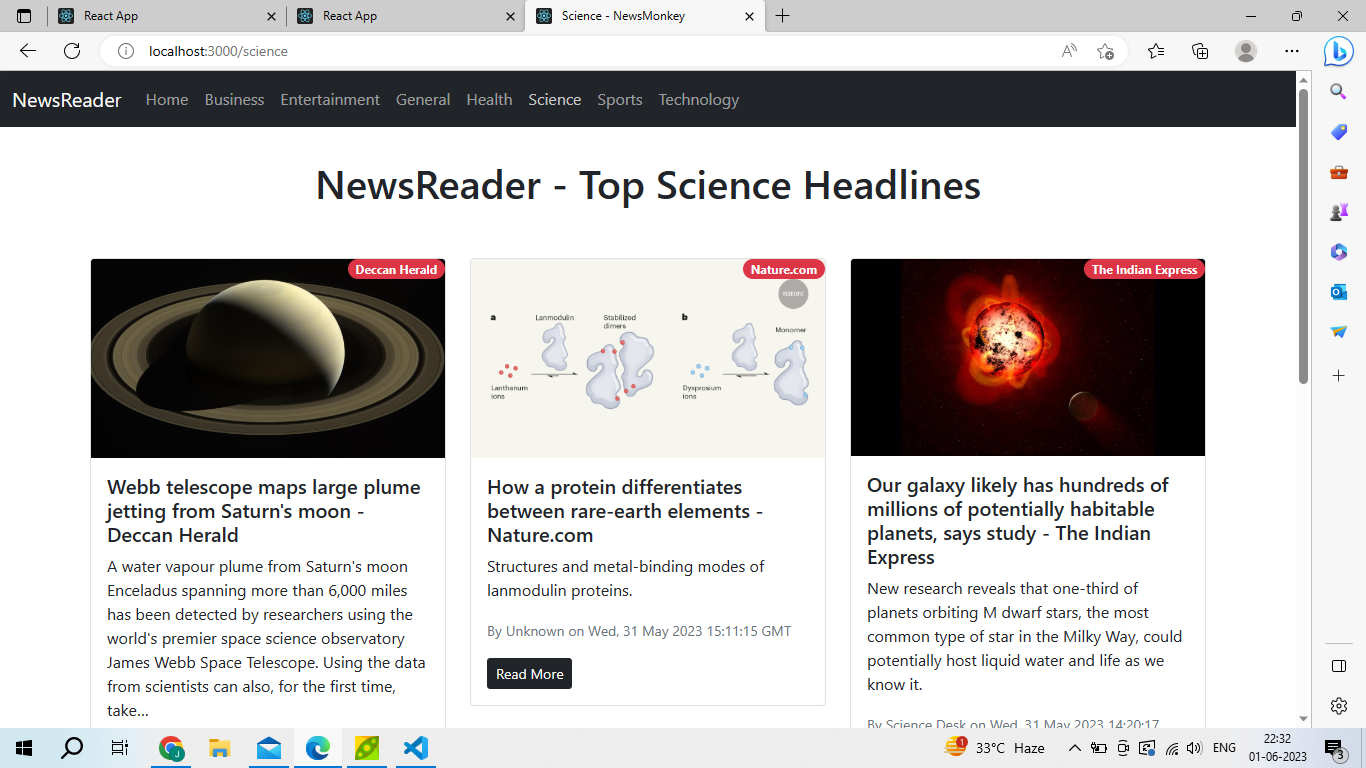 React App
React App
Science - NewsMonkey
localhost:3000/science
NewsReader Home Business Entertainment General Health Science Sports Technology
NewsReader - Top Science Headlines
Deccan Herald
Webb telescope maps large plume
jetting from Saturn's moon -
Deccan Herald
A water vapour plume from Saturn's moon
Enceladus spanning more than 6,000 miles
has been detected by researchers using the
world's premier space science observatory
James Webb Space Telescope. Using the data
from scientists can also, for the first time,
take...
Nature.com
nature
a Lanmodulin Stabilized
dimers
Lanthanum
ions
b Monomer
Dysprosium
ions
How a protein differentiates
between rare-earth elements -
Nature.com
Structures and metal-binding modes of
lanmodulin proteins.
By Unknown on Wed, 31 May 2023 15:11:15 GMT
Read More
The Indian Express
Our galaxy likely has hundreds of
millions of potentially habitable
planets, says study - The Indian
Express
New research reveals that one-third of
planets orbiting M dwarf stars, the most
common type of star in the Milky Way, could
potentially host liquid water and life as we
know it.
By Science Desk on Wed, 31 May 2023 14:20:17
J
1
33°C Haze
ENG
22:32
01-06-2023
3